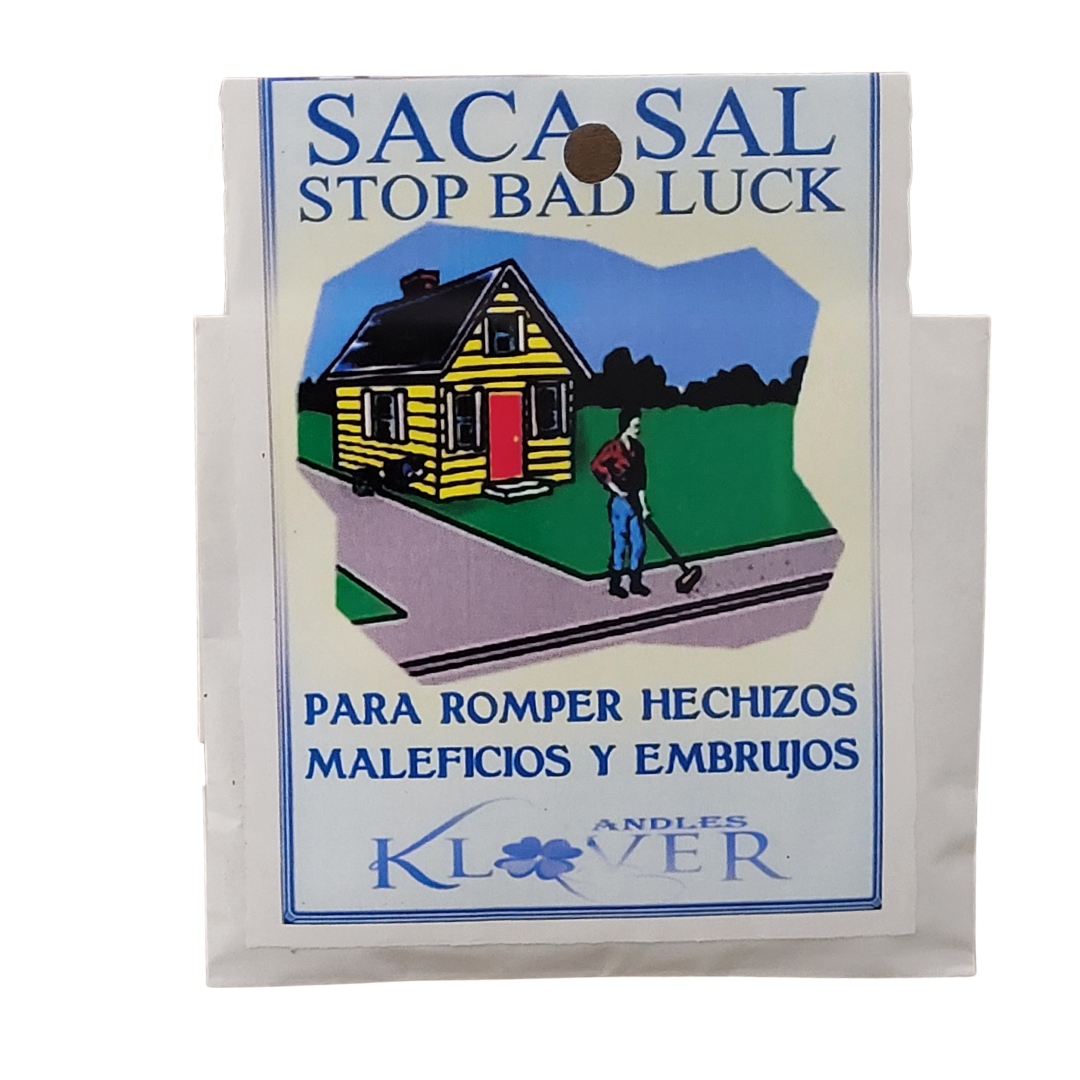 SACA SAL
STOP BAD LUCK
PARA ROMPER HECHIZOS
MALEFICIOS Y EMBRUJOS
ANDLES
KLOVER